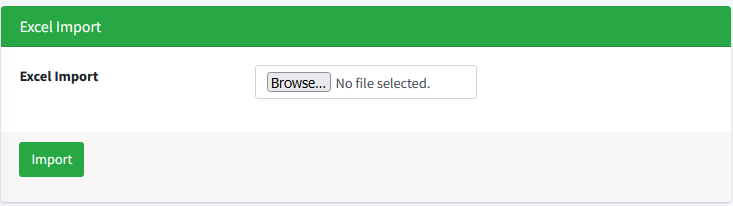 Excel Import
Excel Import
Browse... No file selected.
Import